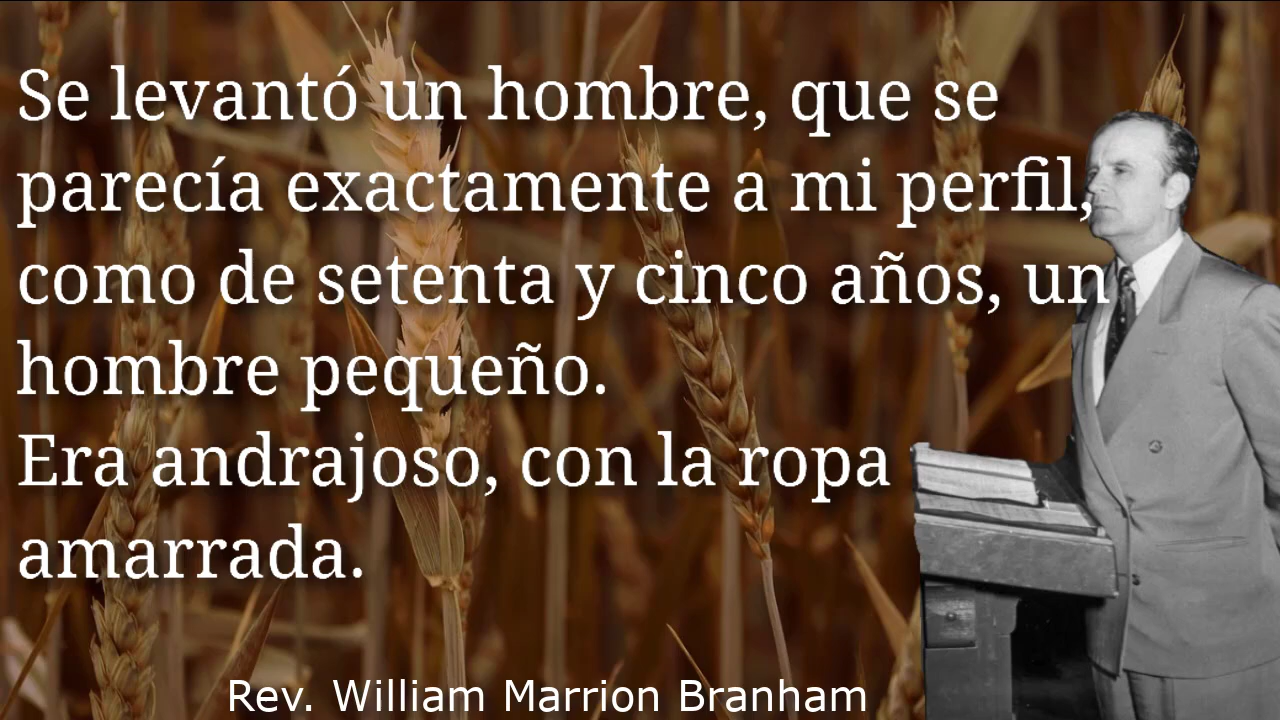 Se levantó un hombre, que se
parecía exactamente a mi perfil,
como de setenta y cinco años, un
hombre pequeño.
Era andrajoso, con la ropa
amarrada.
Rev. William Marrion Branham